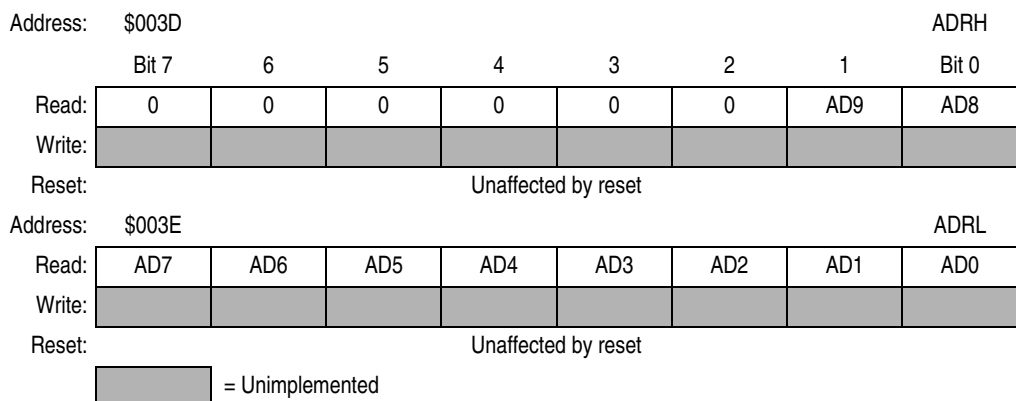 Address: $003D ADRH
Bit 7 6 5 4 3 2 1 Bit 0
Read: 0 0 0 0 0 0 AD9 AD8
Write:
Reset: Unaffected by reset
Address: $003E ADRL
Read: AD7 AD6 AD5 AD4 AD3 AD2 AD1 AD0
Write:
Reset: Unaffected by reset
= Unimplemented